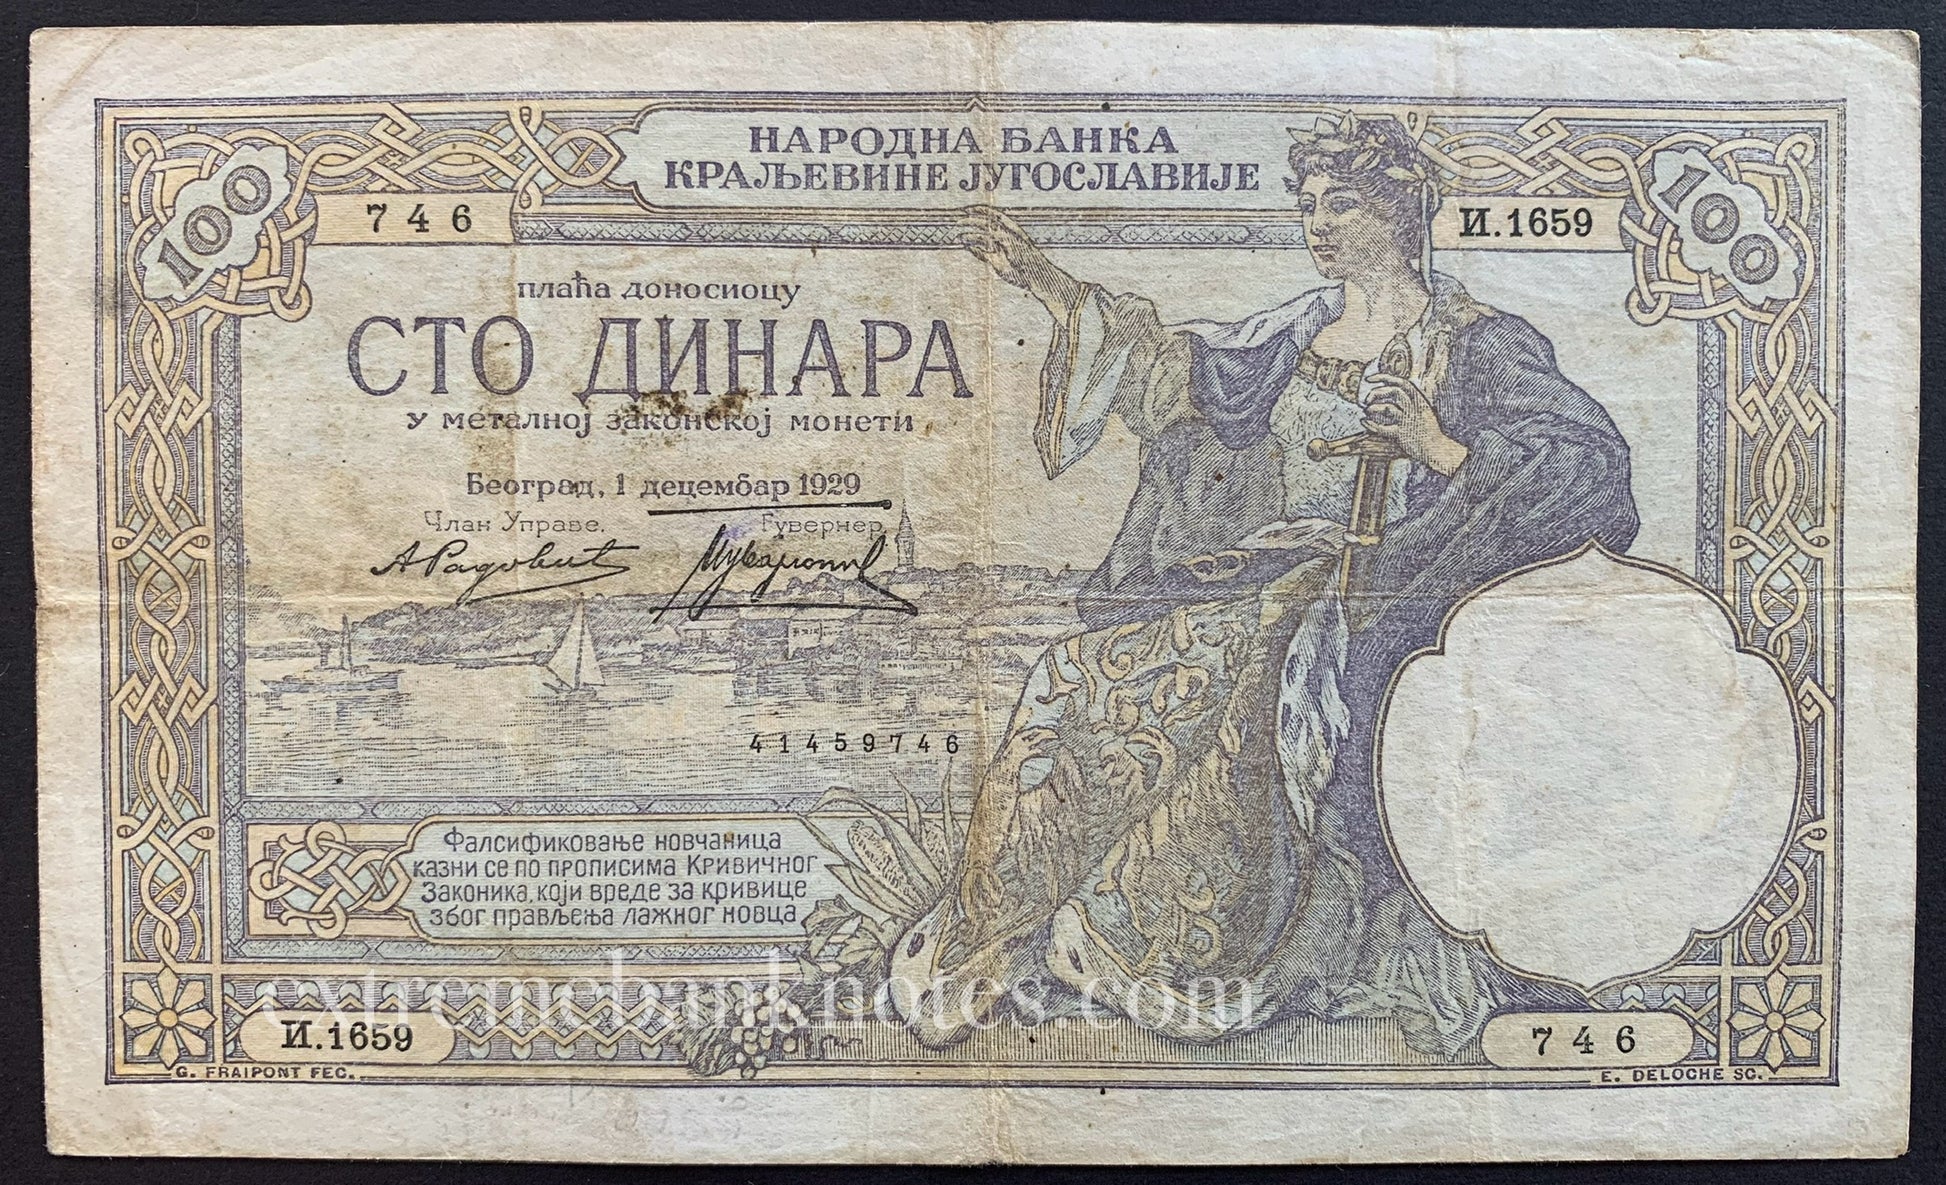 НАРОДНА БАНКА
КРАЉЕВИНЕ ЈУГОСЛАВИЈЕ
100
100
746
И.1659
плаћа доносиоцу
СТО ДИНАРА
у металној законској монети
Београд, 1 децембар 1929
Члан Управе,
Гувернер,
А Радовић
41459746
Фалсификовање новчаница
казни се по прописима Кривичног
Законика, који вреде за кривице
због прављења лажног новца
extremebanknotes.com
И.1659
746
G. FRAIPONT FEC.
E. DELOCHE SC.